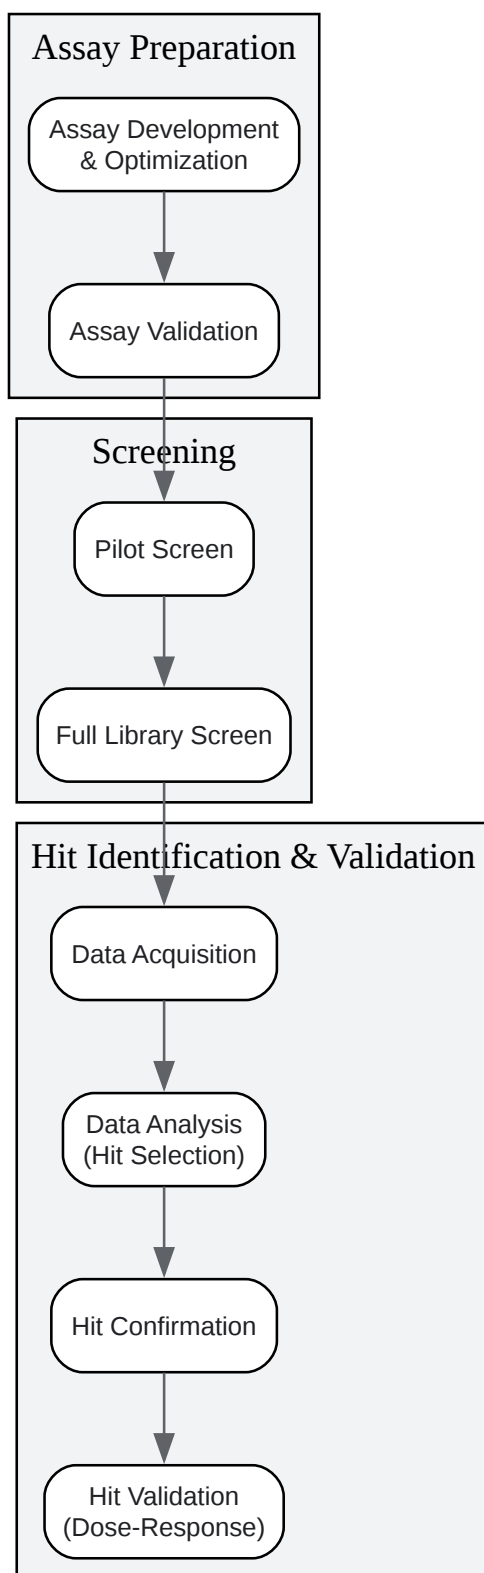 Assay Preparation
Assay Development
& Optimization
Assay Validation
Screening
Pilot Screen
Full Library Screen
Hit Identification & Validation
Data Acquisition
Data Analysis
(Hit Selection)
Hit Confirmation
Hit Validation
(Dose-Response)